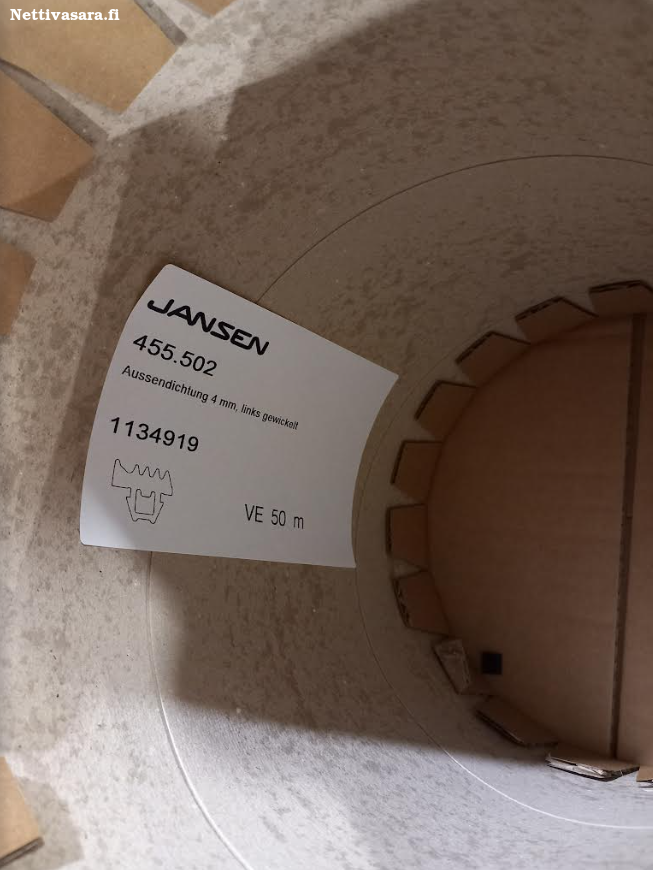 Nettivasara.fi
JANSEN
455.502
Aussendichtung 4 mm, links gewickelt
1134919
VE 50 m